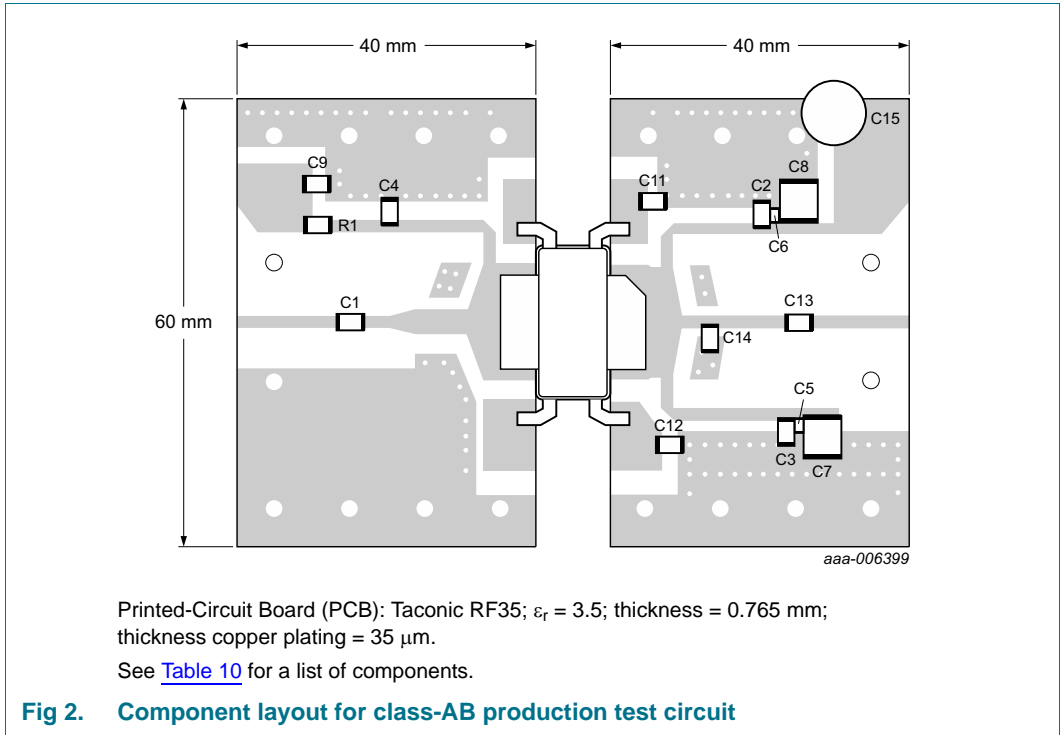 40 mm
40 mm
C15
C9
C8
C4
C11
C2
R1
C6
C1
C13
60 mm
C14
C5
C12
C3
C7
aaa-006399
Printed-Circuit Board (PCB): Taconic RF35; εr = 3.5; thickness = 0.765 mm;
thickness copper plating = 35 μm.
See Table 10 for a list of components.
Fig 2. Component layout for class-AB production test circuit